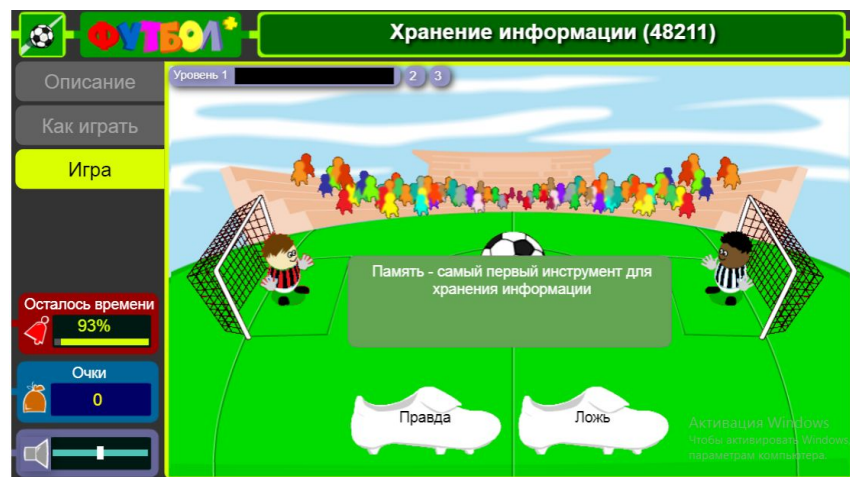 ФУТБОЛ
Хранение информации (48211)
Описание
Как играть
Игра
Уровень 1
2
3
Память - самый первый инструмент для
хранения информации
Осталось времени
93%
Очки
0
Правда
Ложь
Активация Windows
Чтобы активировать Windows,
параметрам компьютера.